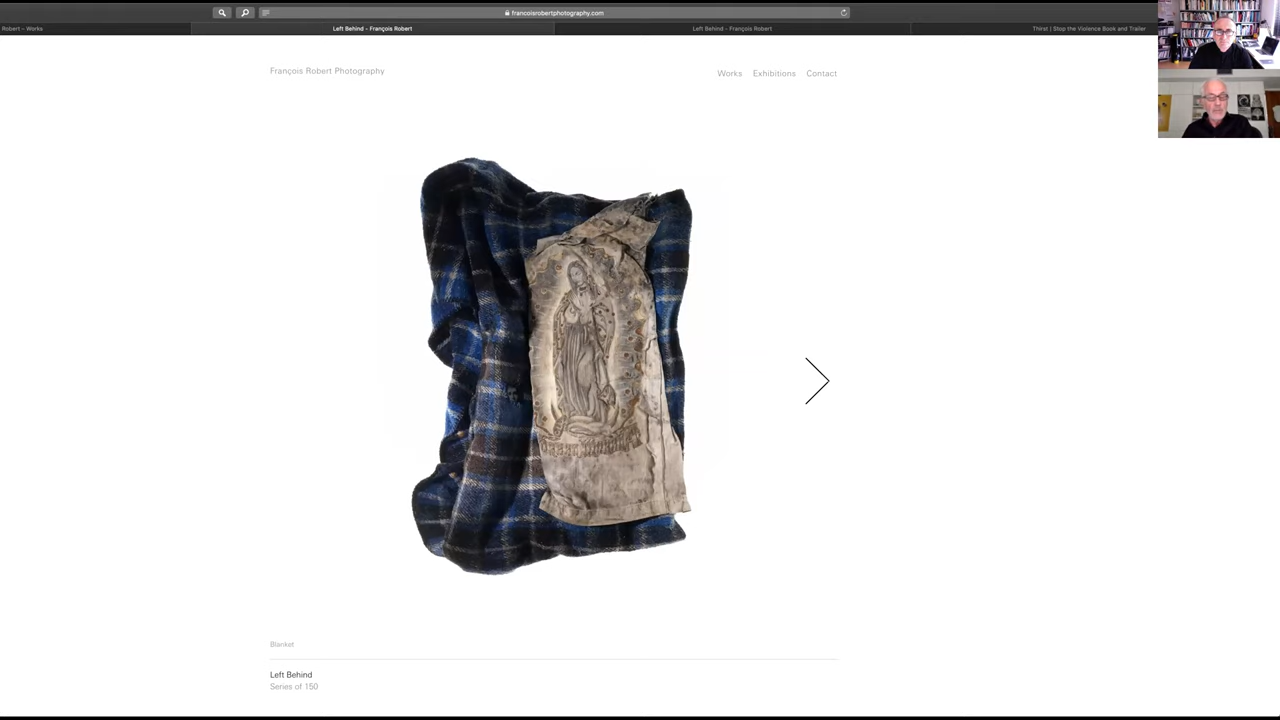 francoisrobertphotography.com
Robert – Works
Left Behind - François Robert
Left Behind - François Robert
Thirst | Stop the Violence Book and Trailer
François Robert Photography
Works Exhibitions Contact
Blanket
Left Behind
Series of 150